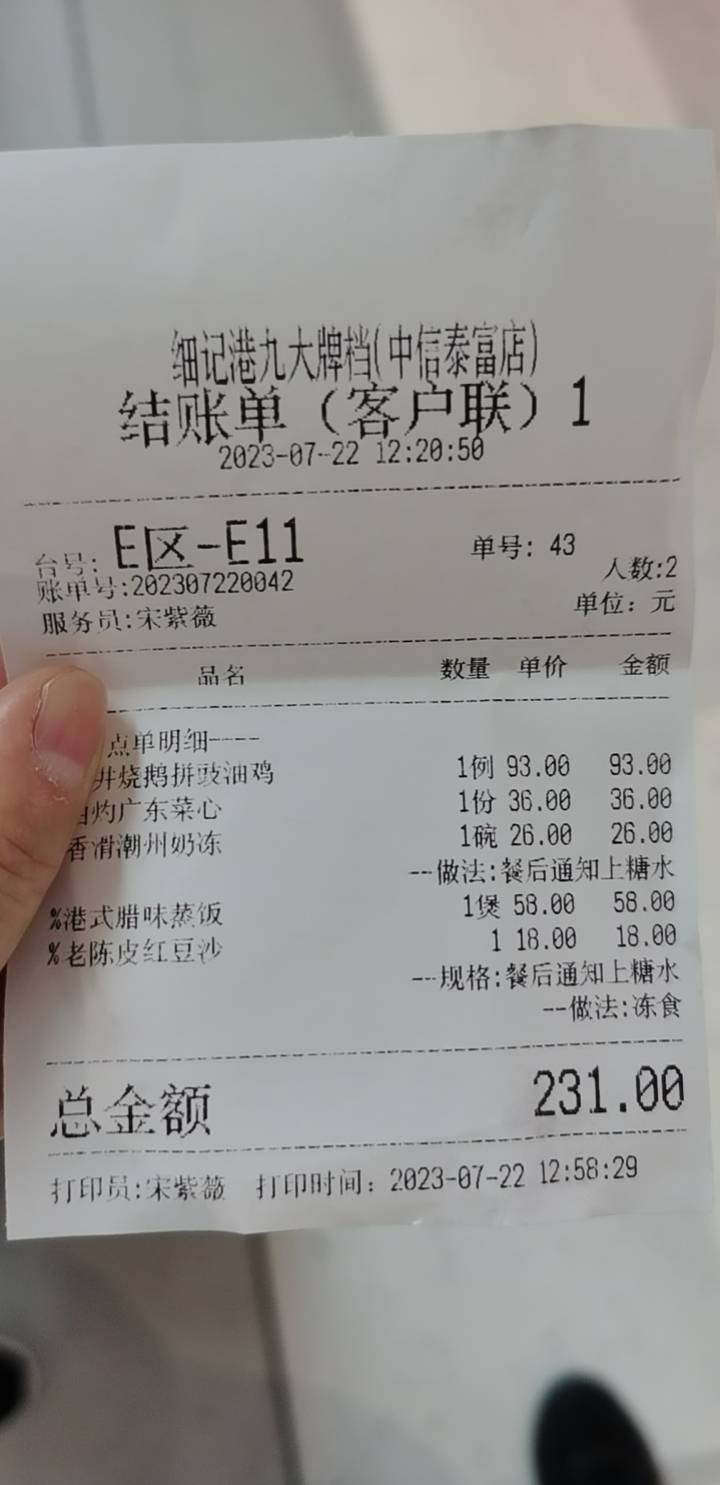 细记港九大牌档(中信泰富店)
结账单（客户联）1
2023-07-22 12:20:50
台号: E区-E11 单号: 43
账单号:202307220042 人数:2
服务员:宋紫薇 单位: 元
品名 数量 单价 金额
点单明细----
井烧鹅拼豉油鸡 1例 93.00 93.00
灼广东菜心 1份 36.00 36.00
香滑潮州奶冻 1碗 26.00 26.00
--做法:餐后通知上糖水
%港式腊味蒸饭 1煲 58.00 58.00
%老陈皮红豆沙 1 18.00 18.00
---规格:餐后通知上糖水
--做法:冻食
总金额 231.00
打印员:宋紫薇 打印时间: 2023-07-22 12:58:29